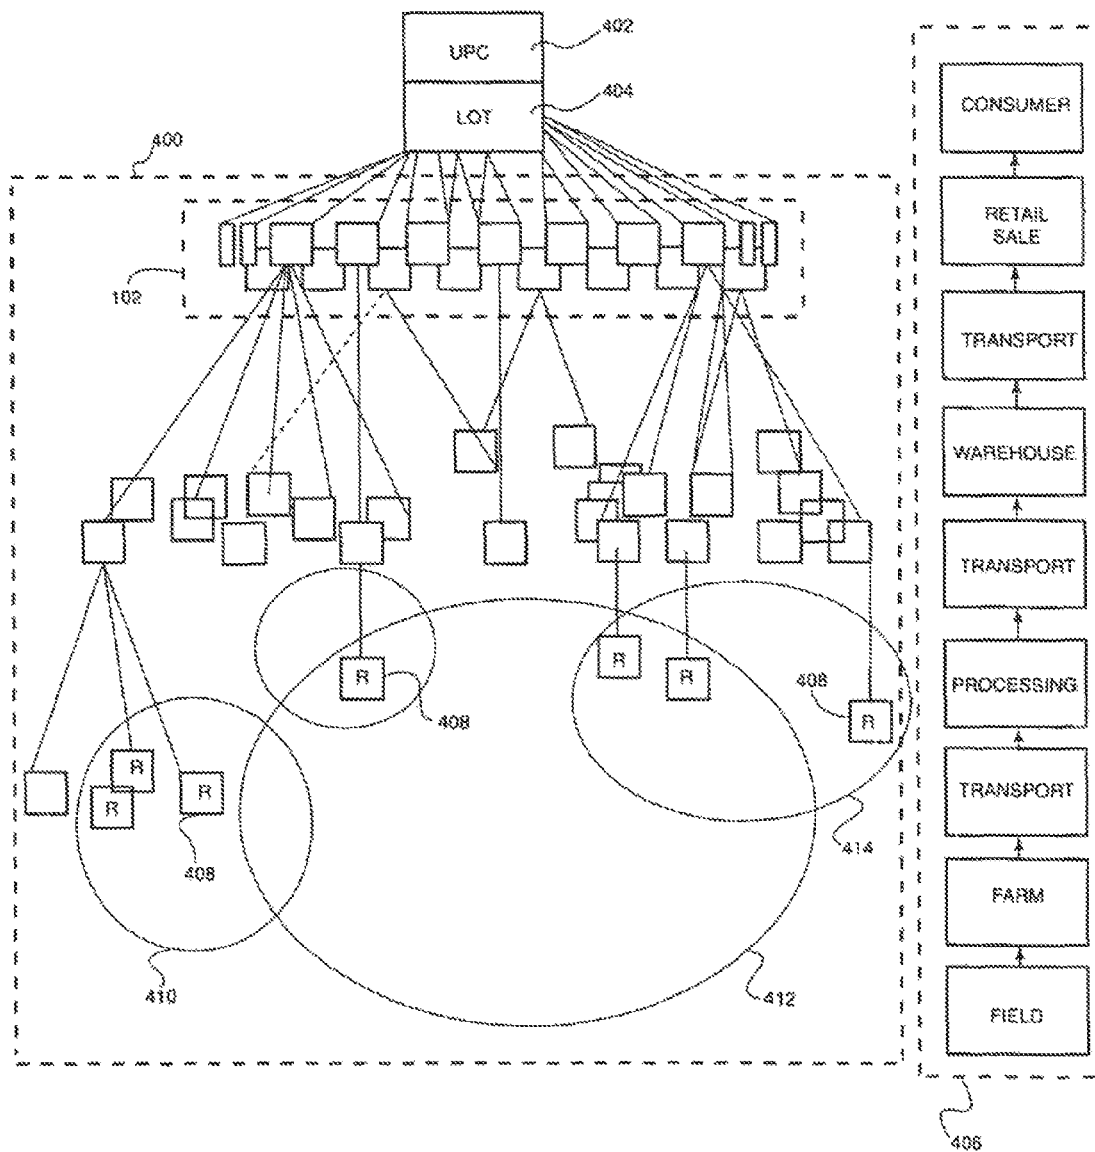 UPC
402
LOT
404
400
102
R
R
R
R
408
408
R
R
R
408
414
410
412
CONSUMER
RETAIL
SALE
TRANSPORT
WAREHOUSE
TRANSPORT
PROCESSING
TRANSPORT
FARM
FIELD
406